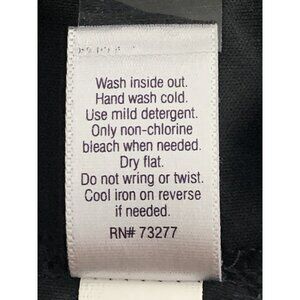 Wash inside out.
Hand wash cold.
Use mild detergent.
Only non-chlorine
bleach when needed.
Dry flat.
Do not wring or twist.
Cool iron on reverse
if needed.
RN# 73277